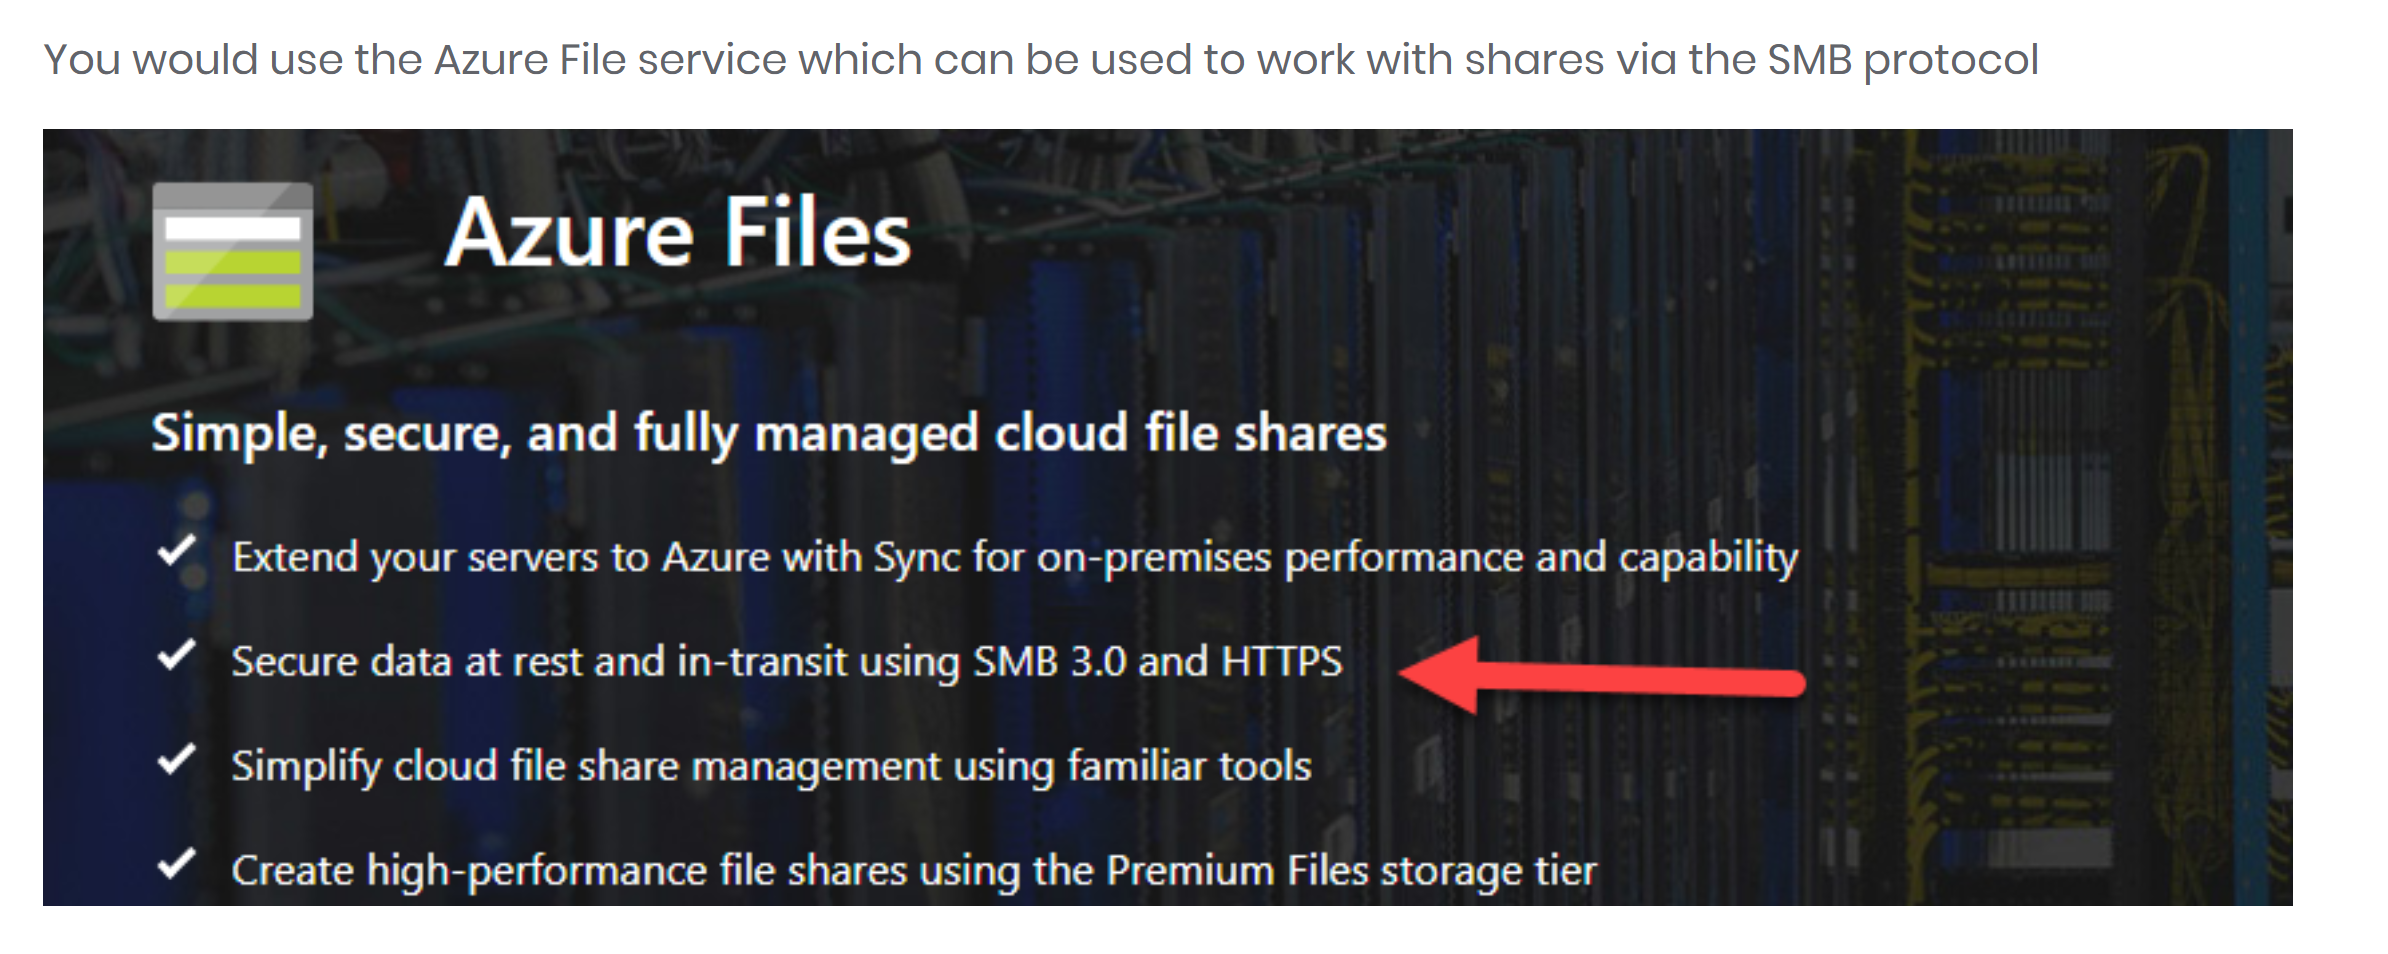 You would use the Azure File service which can be used to work with shares via the SMB protocol
Azure Files
Simple, secure, and fully managed cloud file shares
Extend your servers to Azure with Sync for on-premises performance and capability
Secure data at rest and in-transit using SMB 3.0 and HTTPS
Simplify cloud file share management using familiar tools
Create high-performance file shares using the Premium Files storage tier